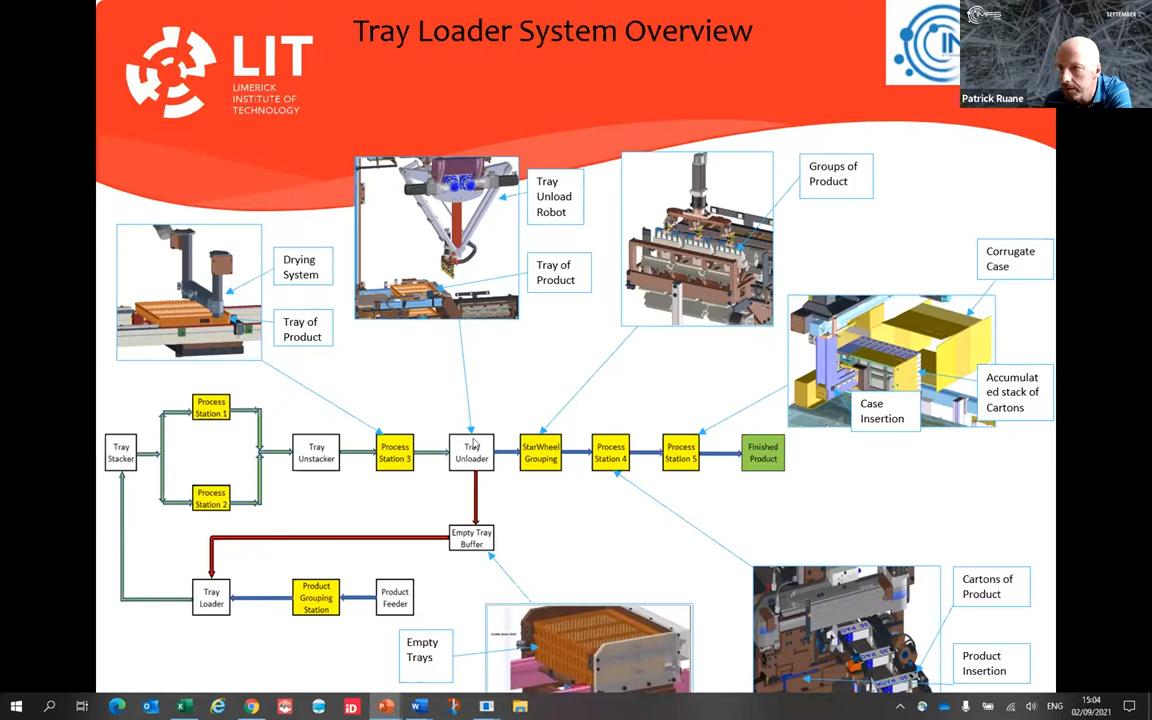 Tray Loader System Overview
LIT
LIMERICK
INSTITUTE OF
TECHNOLOGY
IMFS
SEPTEMBER
Patrick Ruane
Tray
Unload
Robot
Groups of
Product
Drying
System
Tray of
Product
Tray of
Product
Corrugate
Case
Accumulat
ed stack of
Cartons
Case
Insertion
Tray
Stacker
Process
Station 1
Process
Station 2
Tray
Unstacker
Process
Station 3
Tray
Unloader
StarWheel
Grouping
Process
Station 4
Process
Station 5
Finished
Product
Empty Tray
Buffer
Tray
Loader
Product
Grouping
Station
Product
Feeder
Empty
Trays
Cartons of
Product
Product
Insertion
ENG
15:04
02/09/2021